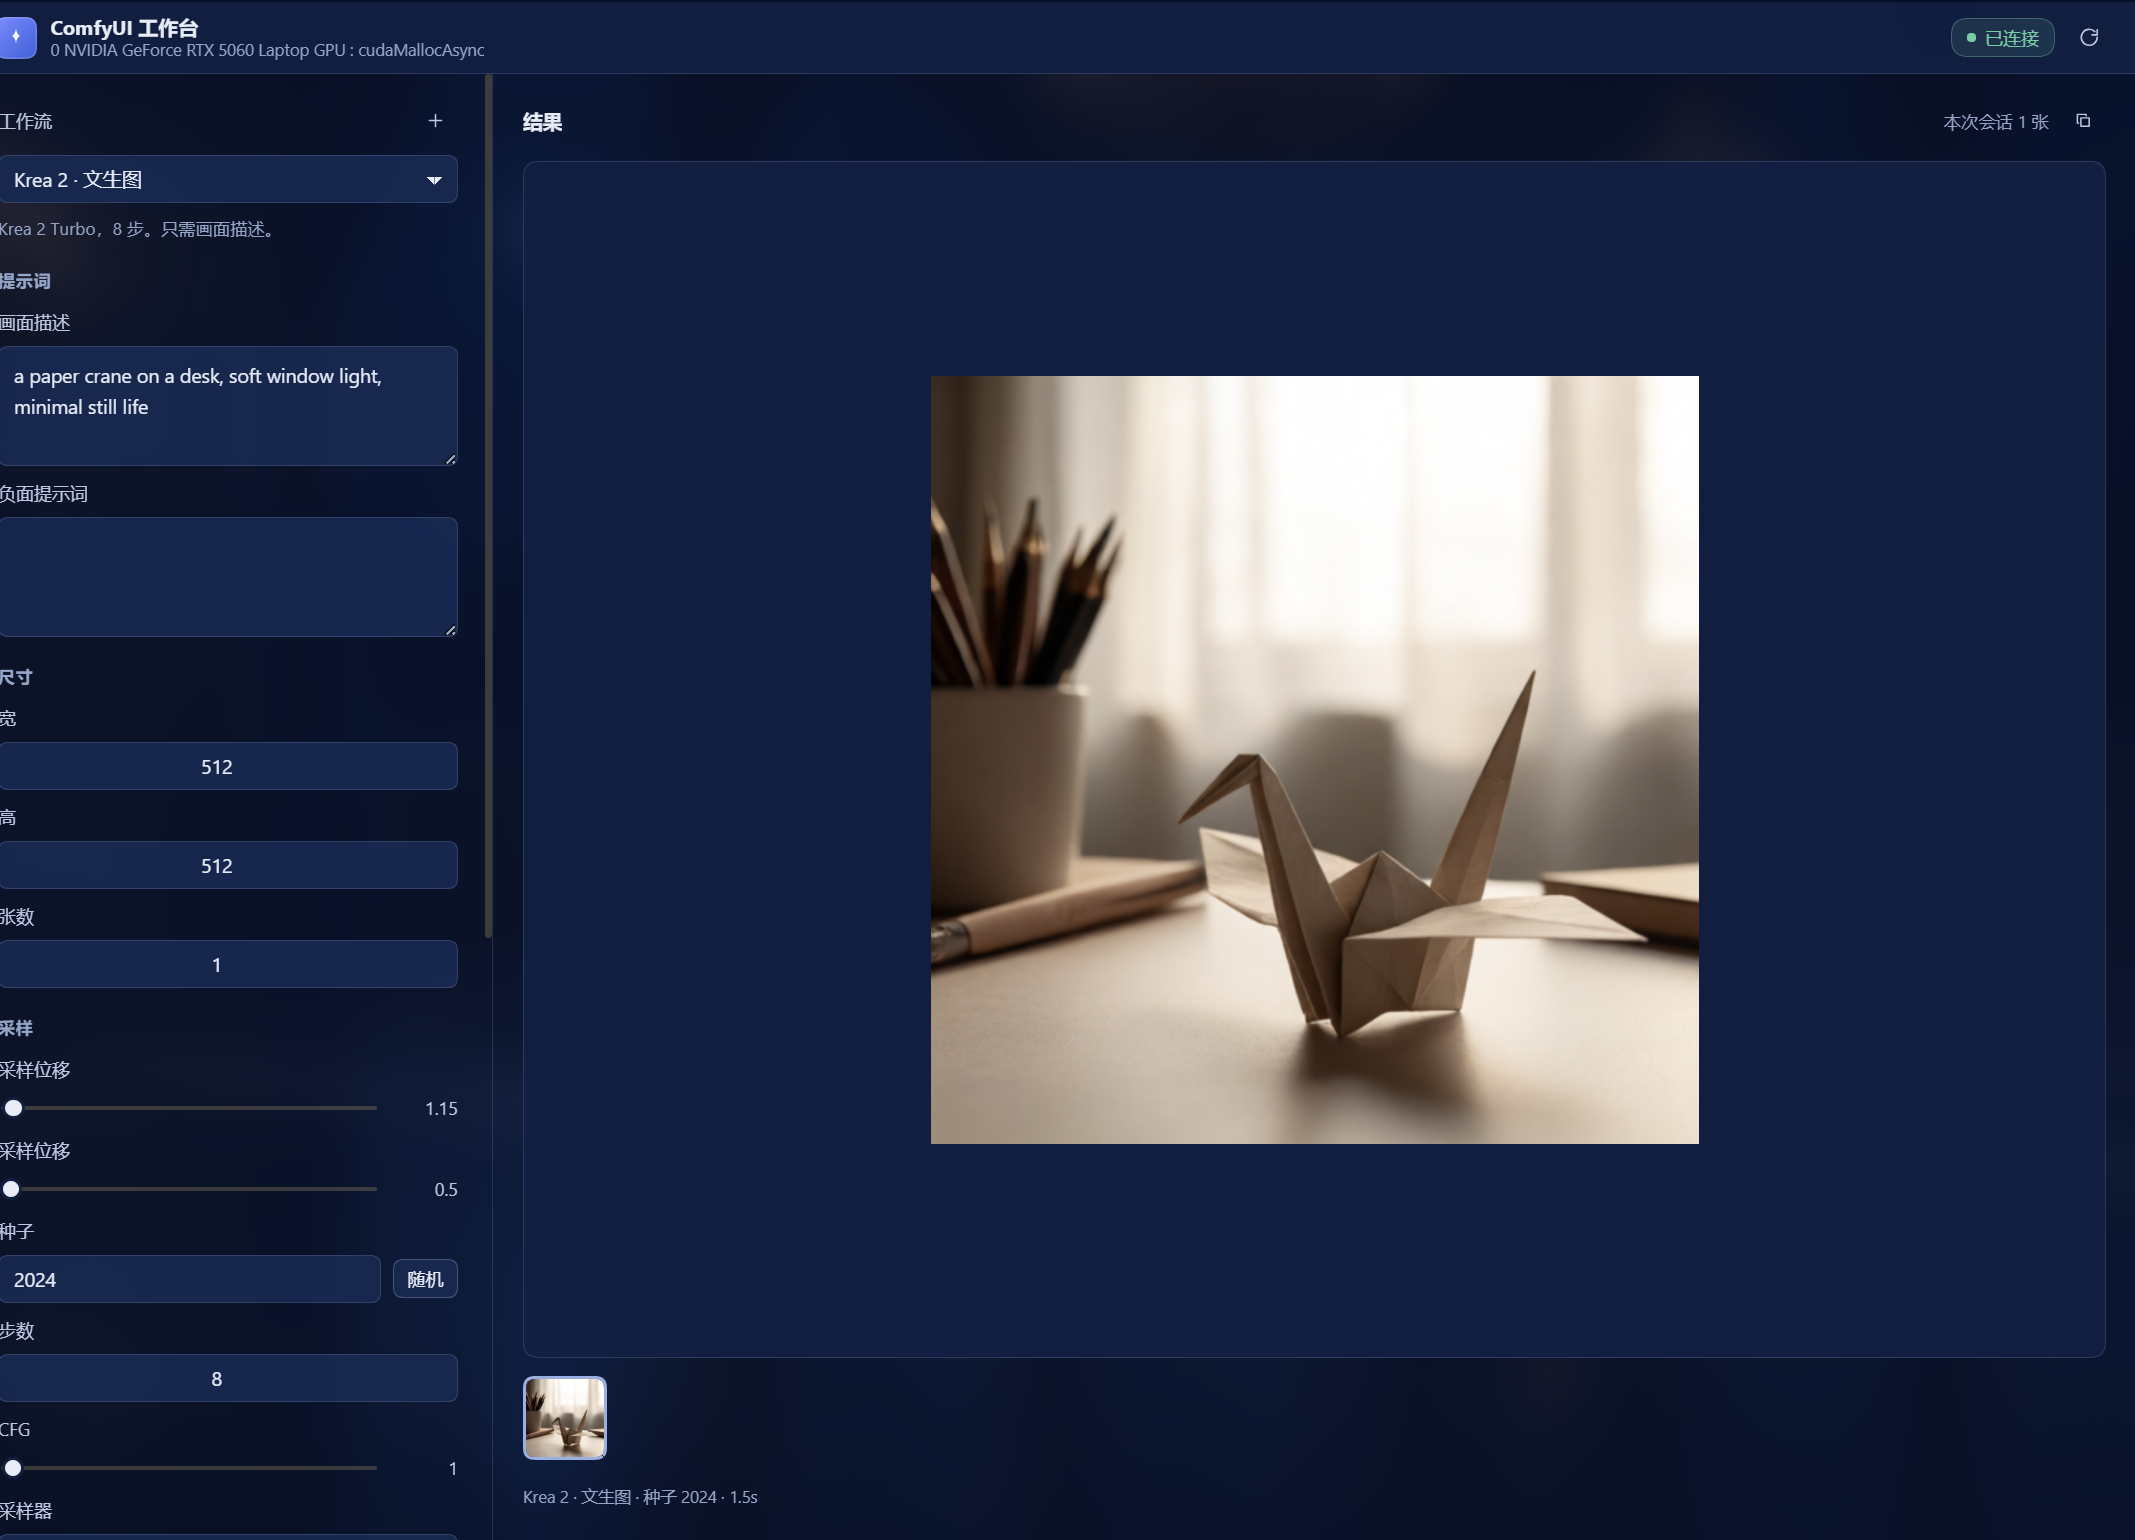 ComfyUI 工作台
0 NVIDIA GeForce RTX 5060 Laptop GPU : cudaMallocAsync
已连接
工作流
Krea 2 · 文生图
Krea 2 Turbo，8 步。只需画面描述。
提示词
画面描述
a paper crane on a desk, soft window light,
minimal still life
负面提示词
尺寸
宽
512
高
512
张数
1
采样
采样位移
1.15
采样位移
0.5
种子
2024
随机
步数
8
CFG
1
采样器
结果
本次会话 1 张
Krea 2 · 文生图 · 种子 2024 · 1.5s